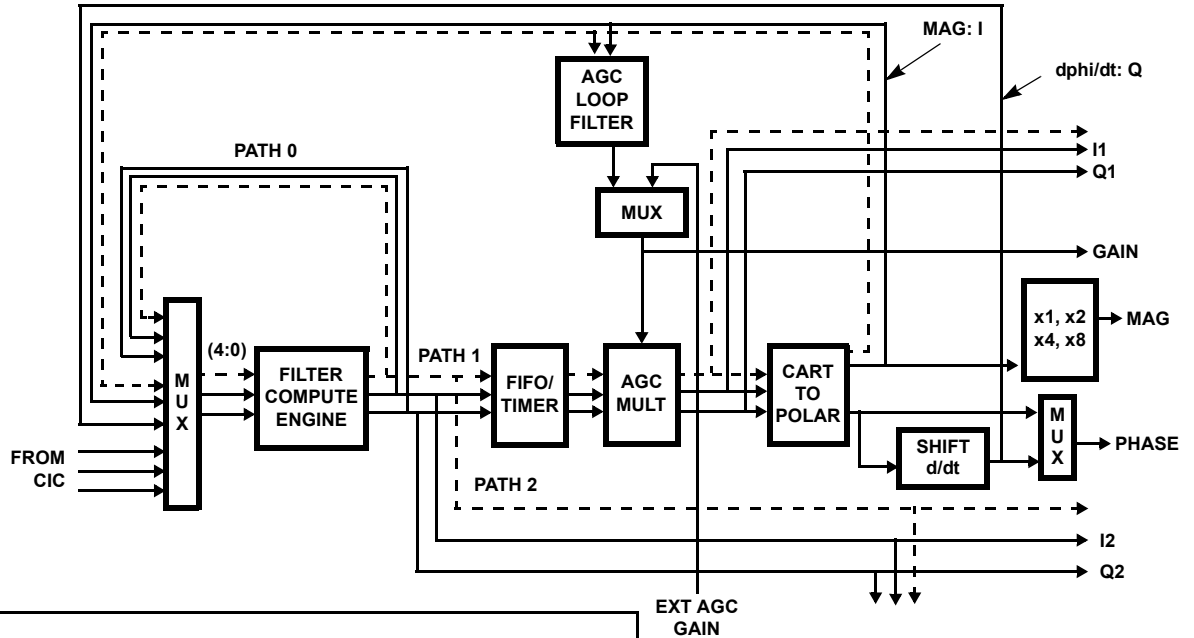 MAG: I
dphi/dt: Q
AGC
LOOP
FILTER
PATH 0
I1
Q1
MUX
GAIN
x1, x2
x4, x8
MAG
(4:0)
MUX
FILTER
COMPUTE
ENGINE
PATH 1
FIFO/
TIMER
AGC
MULT
CART
TO
POLAR
MUX
PHASE
SHIFT
d/dt
FROM
CIC
PATH 2
I2
Q2
EXT AGC
GAIN